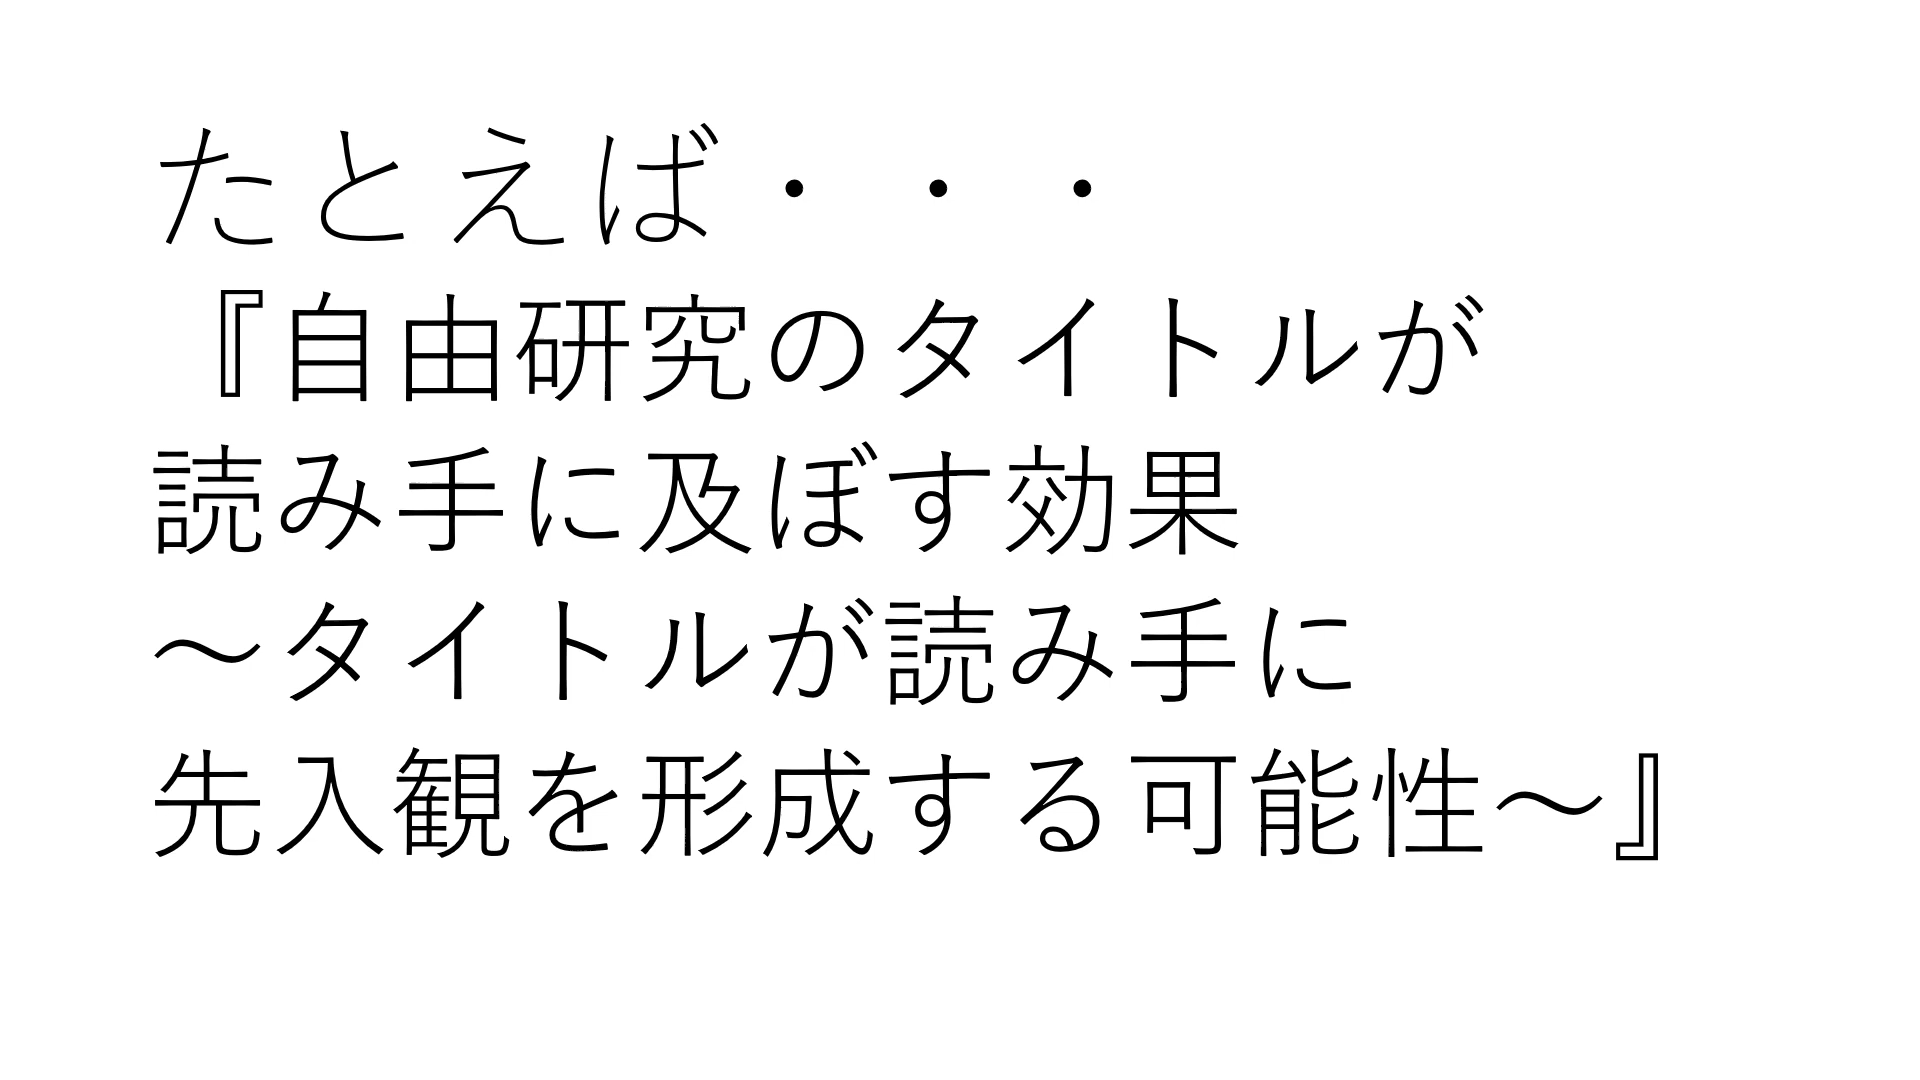 たとえば・・・
『自由研究のタイトルが
読み手に及ぼす効果
～タイトルが読み手に
先入観を形成する可能性～』